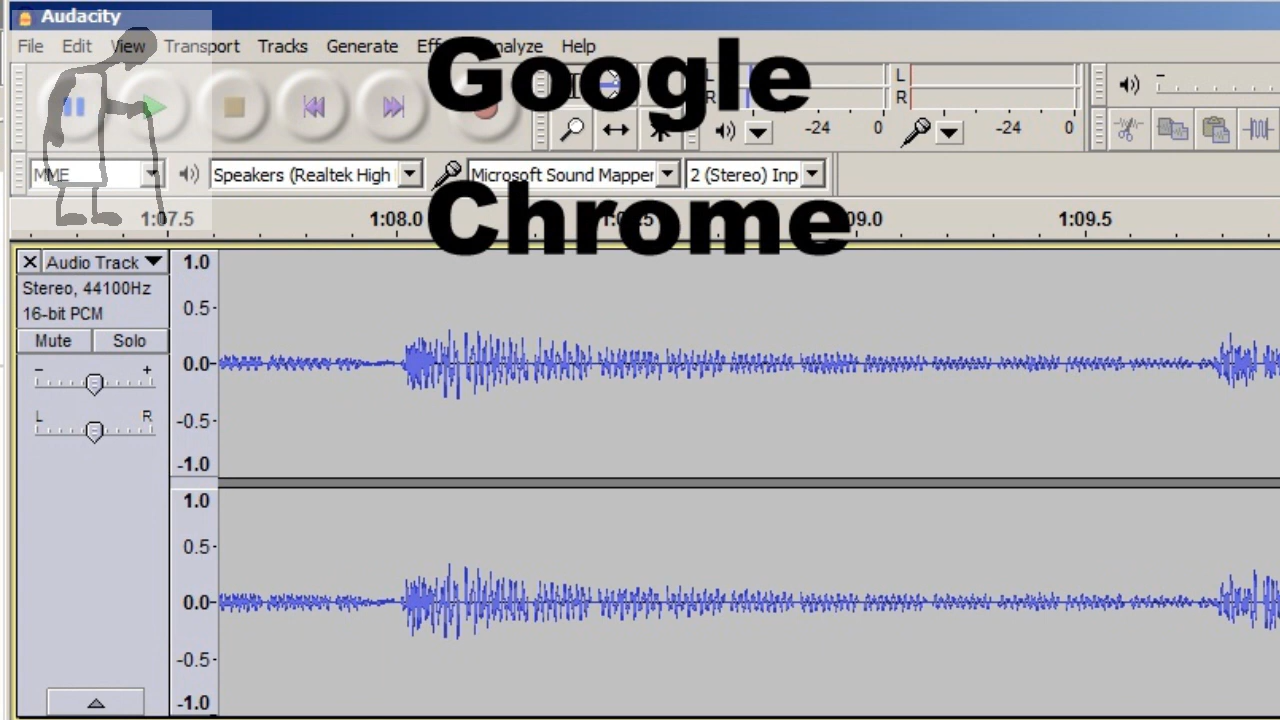 Audacity
File Edit View Transport Tracks Generate Analyze Help
Google
L
R
-24 0
L
R
-24 0
MME Speakers (Realtek High Microsoft Sound Mapper 2 (Stereo) Inp
Chrome
1:07.5 1:08.0 1:09.5
Audio Track
Stereo, 44100Hz
16-bit PCM
Mute Solo
- +
L R
1.0
0.5
0.0
-0.5
-1.0
1.0
0.5
0.0
-0.5
-1.0